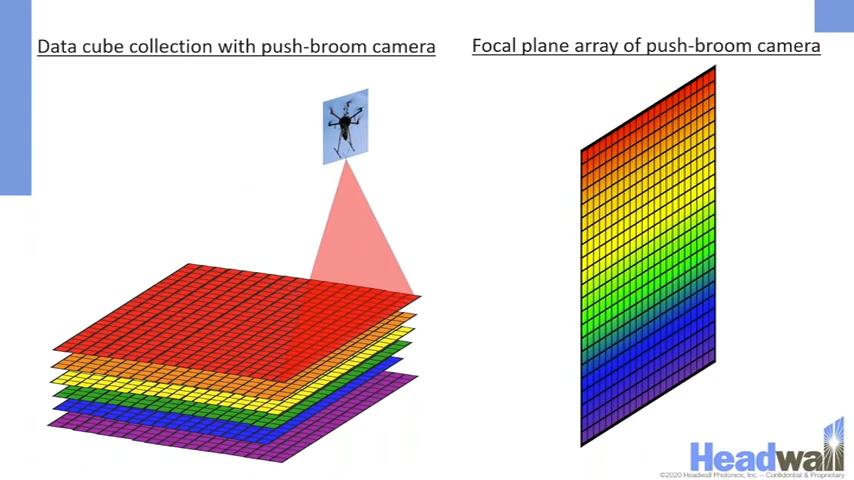 Data cube collection with push-broom camera
Focal plane array of push-broom camera
Headwall
©2020 Headwall Photonics, Inc. – Confidential & Proprietary